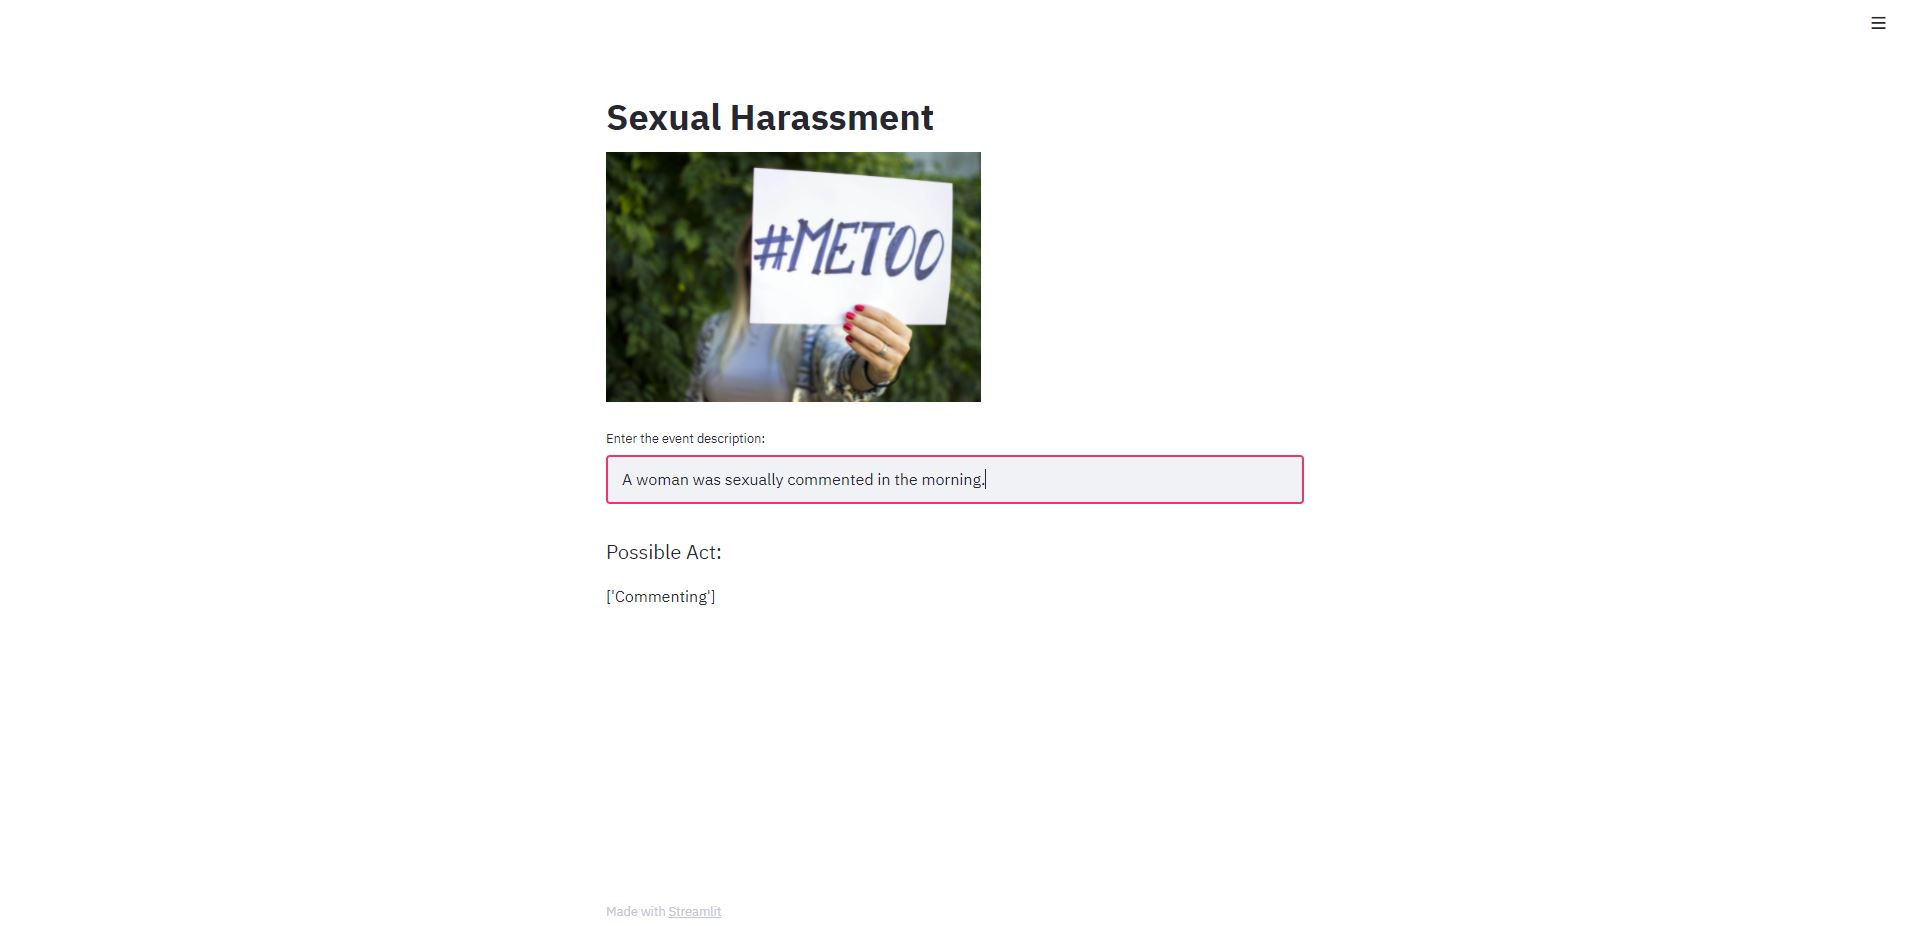 Sexual Harassment
#METOO
Enter the event description:
A woman was sexually commented in the morning.
Possible Act:
['Commenting']
Made with Streamlit